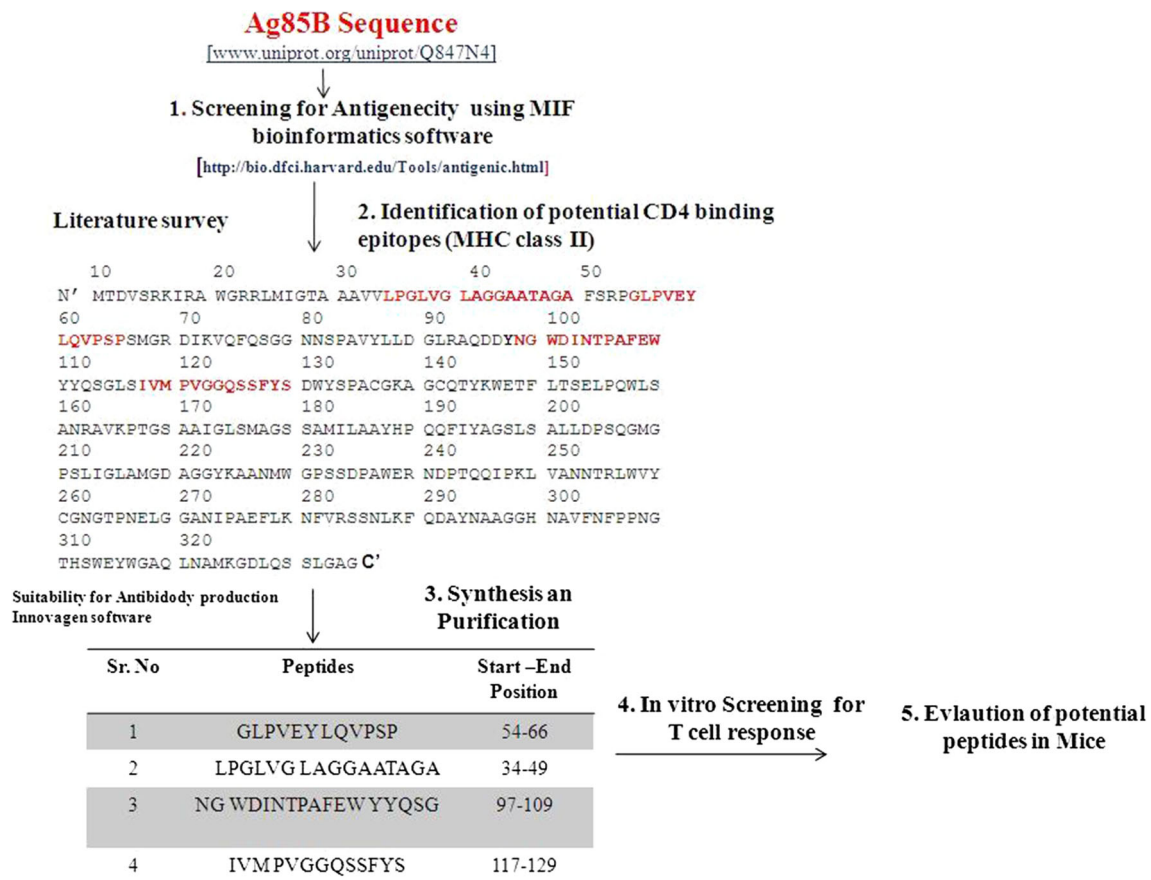 Ag85B Sequence
[www.uniprot.org/uniprot/Q847N4]
1. Screening for Antigenecity using MIF
bioinformatics software
[http://bio.dfci.harvard.edu/Tools/antigenic.html]
Literature survey
2. Identification of potential CD4 binding
epitopes (MHC class II)
10 20 30 40 50
N' MTDVSRKIRA WGRRLMIGTA AAVVLPGLVG LAGGAATAGA FSRPGLPVEY
60 70 80 90 100
LQVPSPSMGR DIKVQFQSGG NNSPAVYLLD GLRAQDDYNG WDINTPAFEW
110 120 130 140 150
YYQSGLSIVM PVGGQSSFYS DWYSPACGKA GCQTYKWETF LTSELPQWLS
160 170 180 190 200
ANRAVKPTGS AAIGLSMAGS SAMILAAYHP QQFIYAGSLS ALLDPSQGMG
210 220 230 240 250
PSLIGLAMGD AGGYKAANMW GPSSDPAWER NDPTQQIPKL VANNTRLWVY
260 270 280 290 300
CGNGTPNELG GANIPAEFLK NFVRSSNLKF QDAYNAAGGH NAVFNFPPNG
310 320
THSWEYWGAQ LNAMKGDLQS SLGAG C'
Suitability for Antibidody production
Innovagen software
3. Synthesis an
Purification
Sr. No Peptides Start –End
Position
1 GLPVEYLQVPSP 54-66
2 LPGLVG LAGGAATAGA 34-49
3 NG WDINTPAFEW YYQSG 97-109
4 IVM PVGGQSSFYS 117-129
4. In vitro Screening for
T cell response
5. Evlaution of potential
peptides in Mice